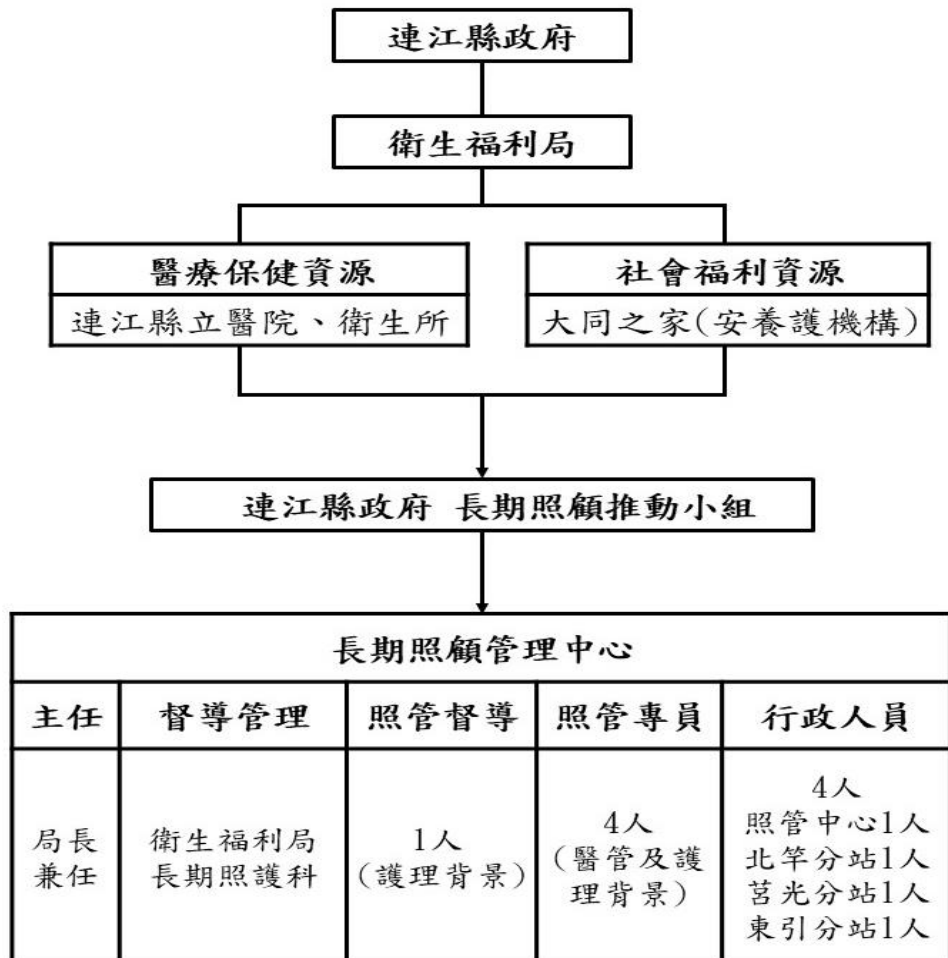 連江縣政府
衛生福利局
醫療保健資源
連江縣立醫院、衛生所
社會福利資源
大同之家(安養護機構)
連江縣政府 長期照顧推動小組
長期照顧管理中心
主任
督導管理
照管督導
照管專員
行政人員
局長
兼任
衛生福利局
長期照護科
1人
(護理背景)
4人
(醫管及護
理背景)
4人
照管中心1人
北竿分站1人
莒光分站1人
東引分站1人